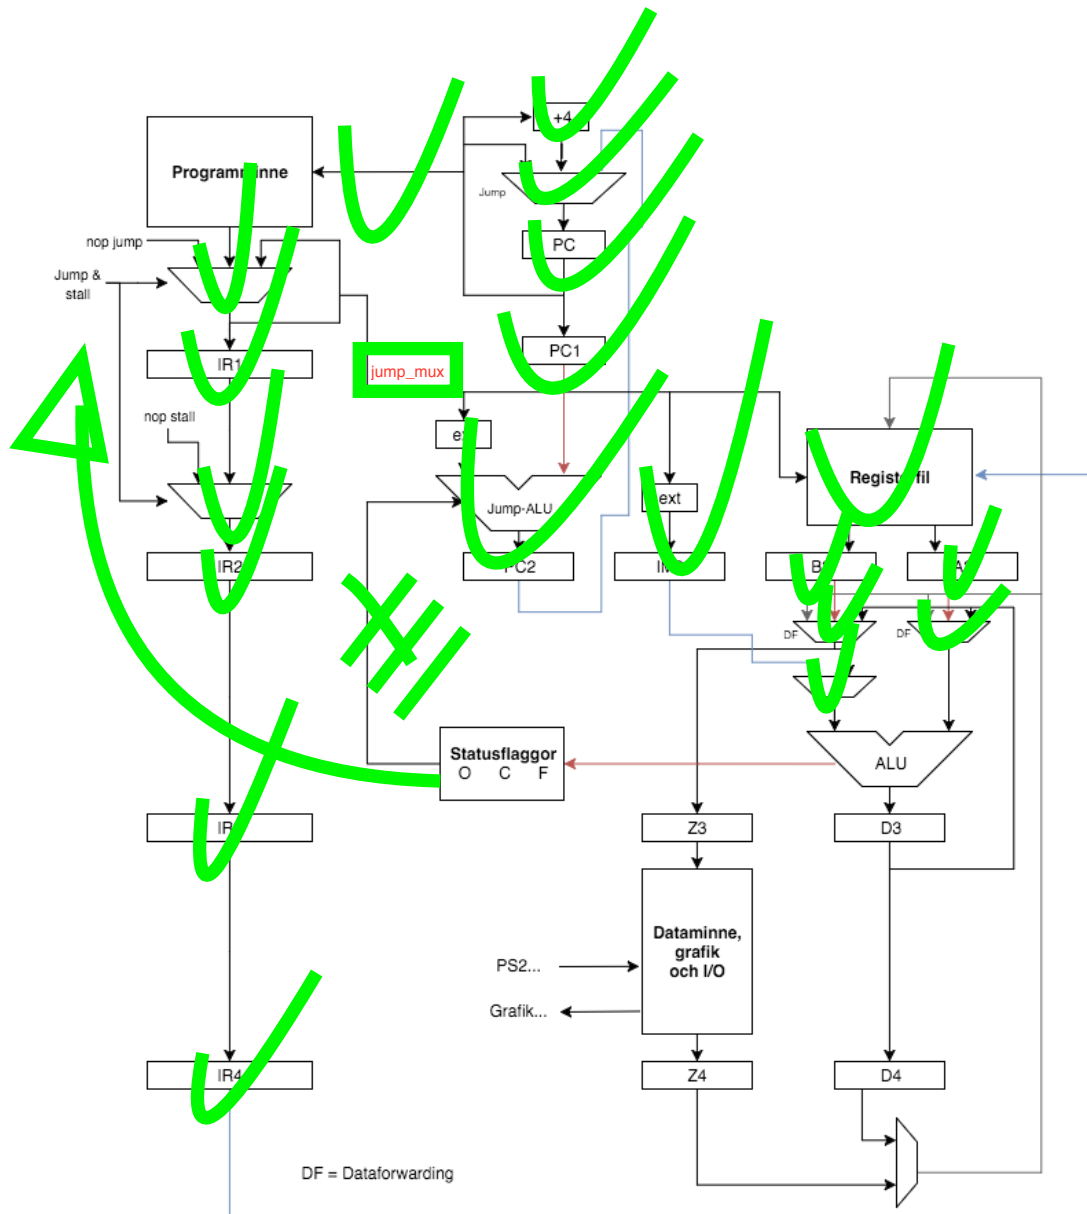 +4
Programminne
Jump
nop jump
PC
Jump &
stall
PC1
IR1
jump_mux
nop stall
ext
Registerfil
Jump-ALU
IR2
PC2
DF
DF
Statusflaggor
O C F
ALU
Z3
D3
Dataminne,
grafik
och I/O
PS2...
Grafik...
IR4
Z4
D4
DF = Dataforwarding